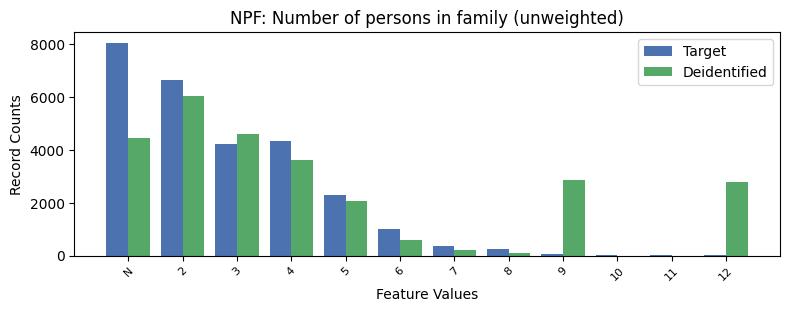 NPF: Number of persons in family (unweighted)
Target
Deidentified
Record Counts
8000
6000
4000
2000
0
N 2 3 4 5 6 7 8 9 10 11 12
Feature Values